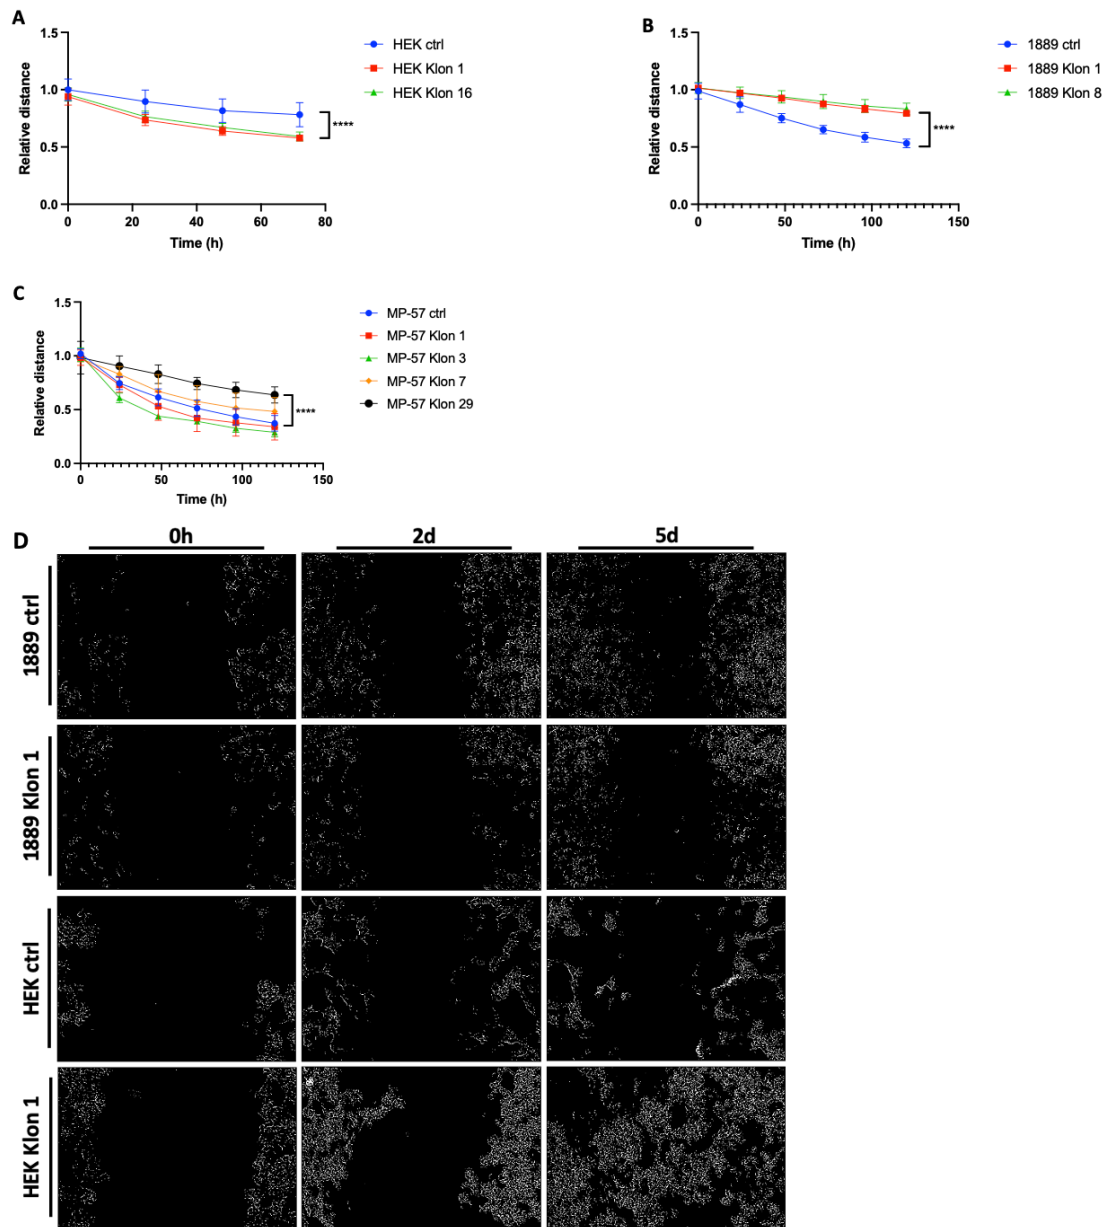 A
1.5
1.0
0.5
0.0
Relative distance
0 20 40 60 80
Time (h)
HEK ctrl
HEK Klon 1
HEK Klon 16
****
B
1.5
1.0
0.5
0.0
Relative distance
0 50 100 150
Time (h)
1889 ctrl
1889 Klon 1
1889 Klon 8
****
C
1.5
1.0
0.5
0.0
Relative distance
0 50 100 150
Time (h)
MP-57 ctrl
MP-57 Klon 1
MP-57 Klon 3
MP-57 Klon 7
MP-57 Klon 29
****
D
0h 2d 5d
1889 ctrl
1889 Klon 1
HEK ctrl
HEK Klon 1